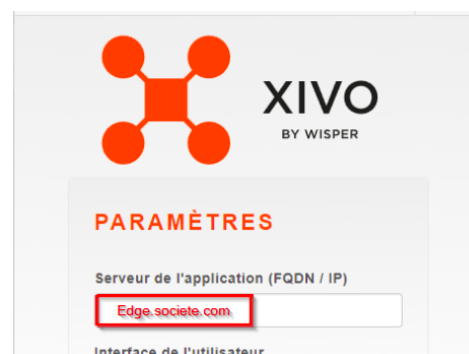 XIVO
BY WISPER
PARAMÈTRES
Serveur de l'application (FQDN / IP)
Edge.societe.com
Interface de l'utilisateur